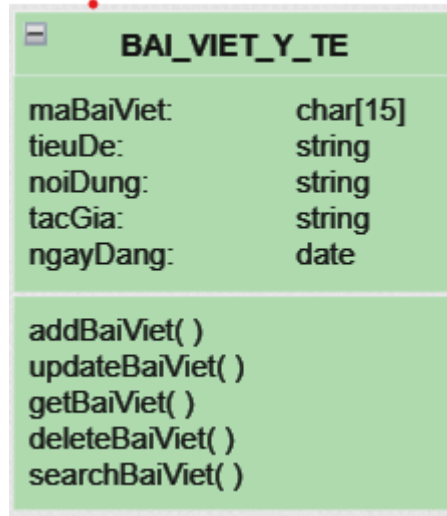 BAI_VIET_Y_TE
maBaiViet: char[15]
tieuDe: string
noiDung: string
tacGia: string
ngayDang: date
addBaiViet( )
updateBaiViet( )
getBaiViet( )
deleteBaiViet( )
searchBaiViet( )